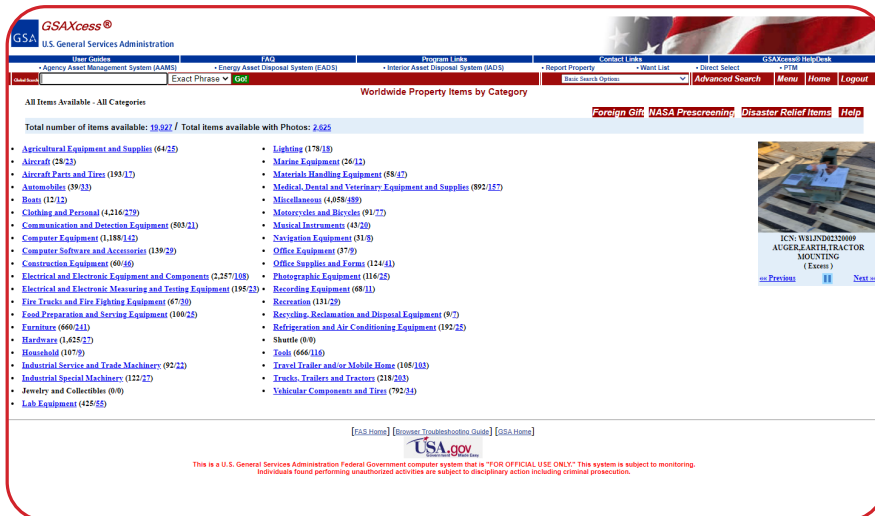 GSAXcess®
GSA
U.S. General Services Administration
User Guides FAQ Program Links Contact Links GSAXcess® HelpDesk
• Agency Asset Management System (AAMS) • Energy Asset Disposal System (EADS) • Interior Asset Disposal System (IADS) • Report Property • Want List • Direct Select • PTM
Global Search Exact Phrase Go! Basic Search Options Advanced Search Menu Home Logout
Worldwide Property Items by Category
All Items Available - All Categories
Foreign Gift NASA Prescreening Disaster Relief Items Help
Total number of items available: 19,927 / Total items available with Photos: 2,625
• Agricultural Equipment and Supplies (64/25)
• Aircraft (28/23)
• Aircraft Parts and Tires (193/17)
• Automobiles (39/33)
• Boats (12/12)
• Clothing and Personal (4,216/279)
• Communication and Detection Equipment (503/21)
• Computer Equipment (1,188/142)
• Computer Software and Accessories (139/29)
• Construction Equipment (60/46)
• Electrical and Electronic Equipment and Components (2,257/108)
• Electrical and Electronic Measuring and Testing Equipment (195/23)
• Fire Trucks and Fire Fighting Equipment (67/30)
• Food Preparation and Serving Equipment (100/25)
• Furniture (660/241)
• Hardware (1,625/27)
• Household (107/9)
• Industrial Service and Trade Machinery (92/22)
• Industrial Special Machinery (122/27)
• Jewelry and Collectibles (0/0)
• Lab Equipment (425/55)
• Lighting (178/18)
• Marine Equipment (26/12)
• Materials Handling Equipment (58/47)
• Medical, Dental and Veterinary Equipment and Supplies (892/157)
• Miscellaneous (4,058/489)
• Motorcycles and Bicycles (91/77)
• Musical Instruments (43/20)
• Navigation Equipment (31/8)
• Office Equipment (37/9)
• Office Supplies and Forms (124/41)
• Photographic Equipment (116/25)
• Recording Equipment (68/11)
• Recreation (131/29)
• Recycling, Reclamation and Disposal Equipment (9/7)
• Refrigeration and Air Conditioning Equipment (192/25)
• Shuttle (0/0)
• Tools (666/116)
• Travel Trailer and/or Mobile Home (105/103)
• Trucks, Trailers and Tractors (218/203)
• Vehicular Components and Tires (792/34)
ICN: W81JND02320009
AUGER,EARTH,TRACTOR
MOUNTING
( Excess )
«« Previous Next »»
[FAS Home] [Browser Troubleshooting Guide] [GSA Home]
USA.gov
Government Made Easy
This is a U.S. General Services Administration Federal Government computer system that is "FOR OFFICIAL USE ONLY." This system is subject to monitoring.
Individuals found performing unauthorized activities are subject to disciplinary action including criminal prosecution.